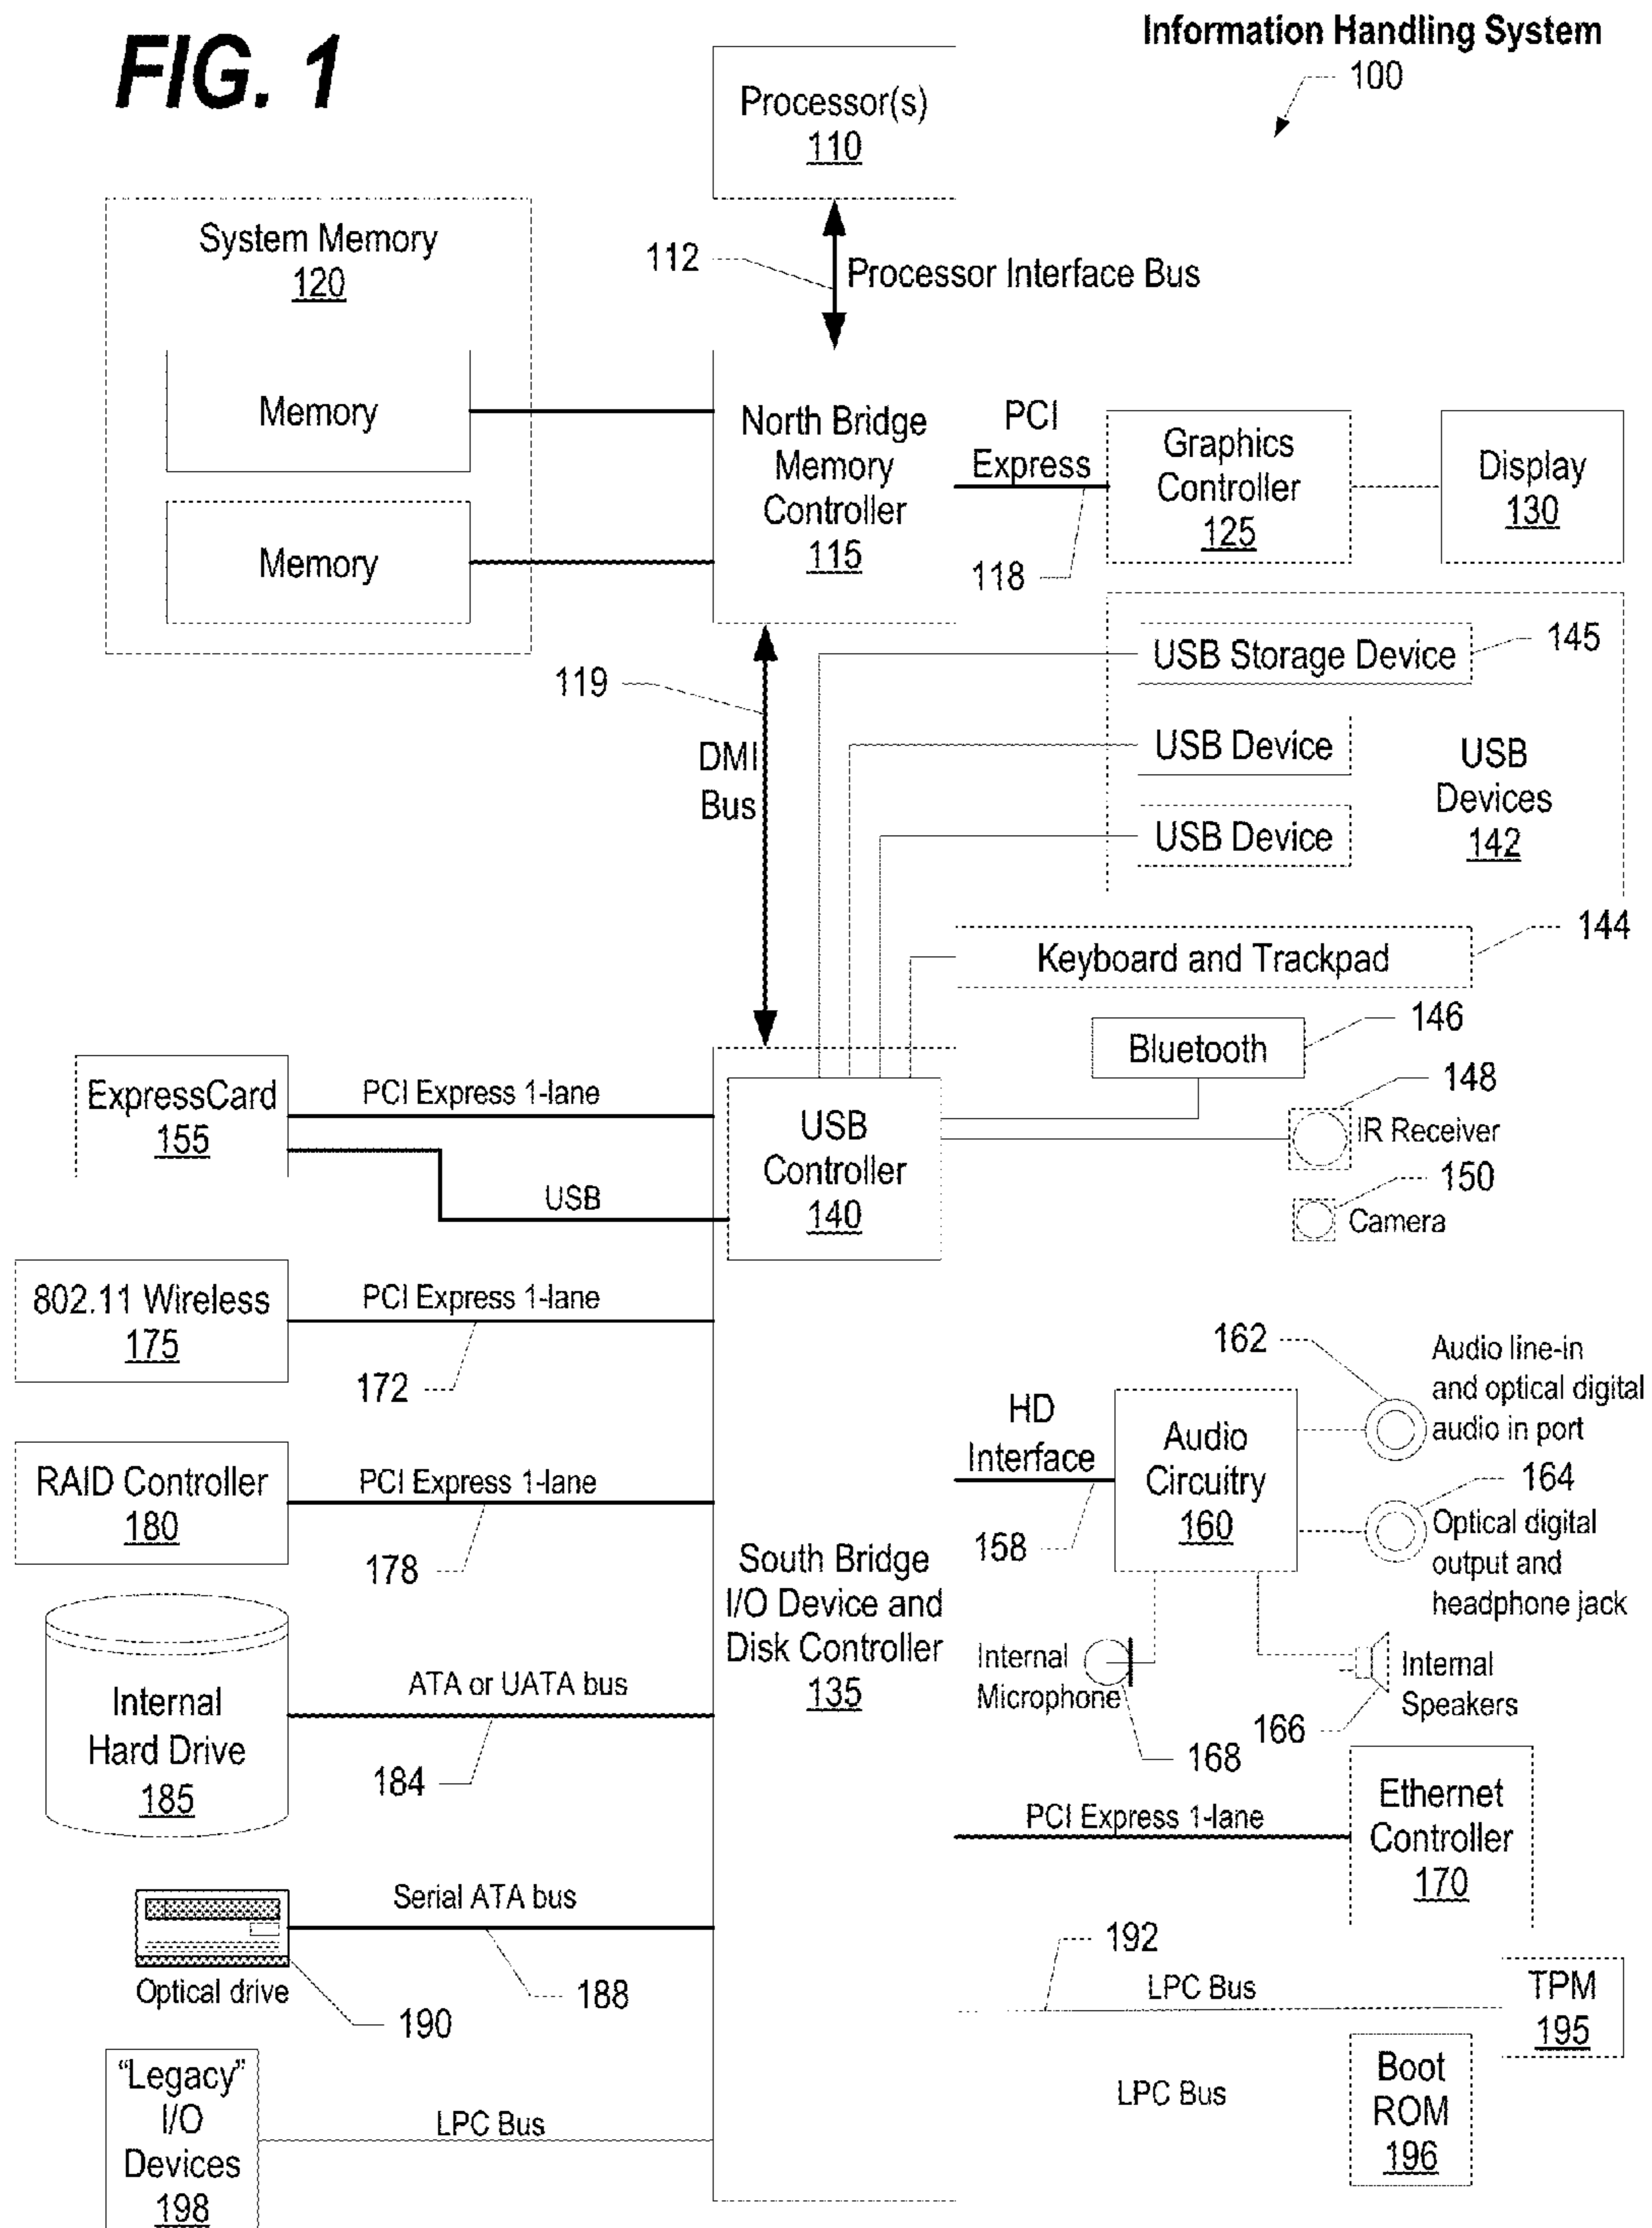 FIG. 1
Information Handling System
100
Processor(s)
110
System Memory
120
112
Processor Interface Bus
Memory
Memory
North Bridge
Memory
Controller
115
PCI
Express
118
Graphics
Controller
125
Display
130
119
DMI
Bus
USB Storage Device
145
USB Device
USB Device
USB
Devices
142
Keyboard and Trackpad
144
Bluetooth
146
148
IR Receiver
150
Camera
ExpressCard
155
PCI Express 1-lane
USB
USB
Controller
140
802.11 Wireless
175
PCI Express 1-lane
172
RAID Controller
180
PCI Express 1-lane
178
South Bridge
I/O Device and
Disk Controller
135
HD
Interface
158
Audio
Circuitry
160
162
Audio line-in
and optical digital
audio in port
164
Optical digital
output and
headphone jack
Internal
Microphone
168
Internal
Speakers
166
Internal
Hard Drive
185
ATA or UATA bus
184
PCI Express 1-lane
Ethernet
Controller
170
Serial ATA bus
188
Optical drive
190
192
LPC Bus
TPM
195
LPC Bus
Boot
ROM
196
“Legacy”
I/O
Devices
198
LPC Bus